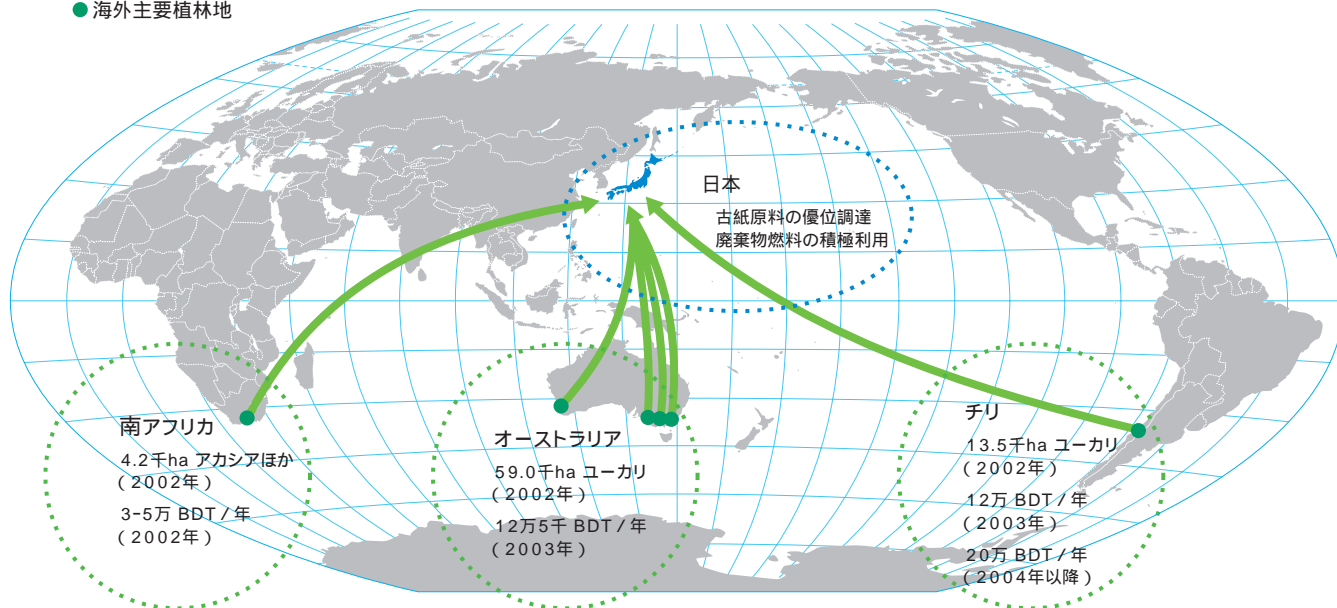 ●海外主要植林地
日本
古紙原料の優位調達
廃棄物燃料の積極利用
南アフリカ
4.2千ha アカシアほか
(2002年)
3-5万 BDT/年
(2002年)
オーストラリア
59.0千ha ユーカリ
(2002年)
12万5千 BDT/年
(2003年)
チリ
13.5千ha ユーカリ
(2002年)
12万 BDT/年
(2003年)
20万 BDT/年
(2004年以降)